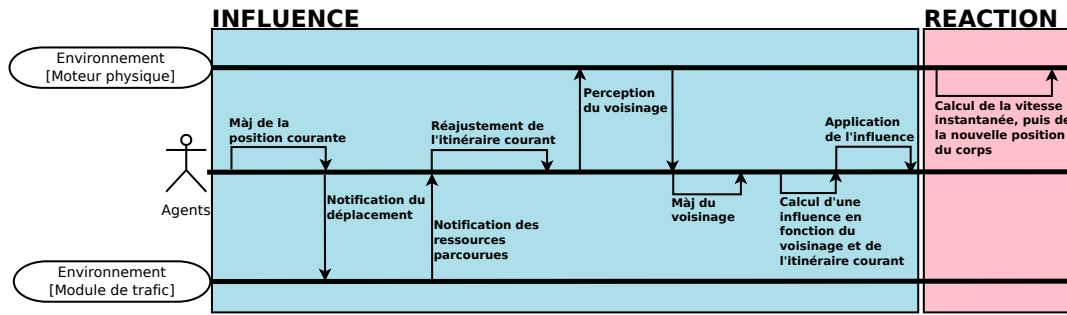 INFLUENCE
REACTION
Environnement
[Moteur physique]
Màj de la
position courante
Réajustement de
l'itinéraire courant
Perception
du voisinage
Application
de l'influence
Calcul de la vitesse
instantanée, puis de
la nouvelle position
du corps
Agents
Notification du
déplacement
Notification des
ressources
parcourues
Màj du
voisinage
Calcul d'une
influence en
fonction du
voisinage et de
l'itinéraire courant
Environnement
[Module de trafic]